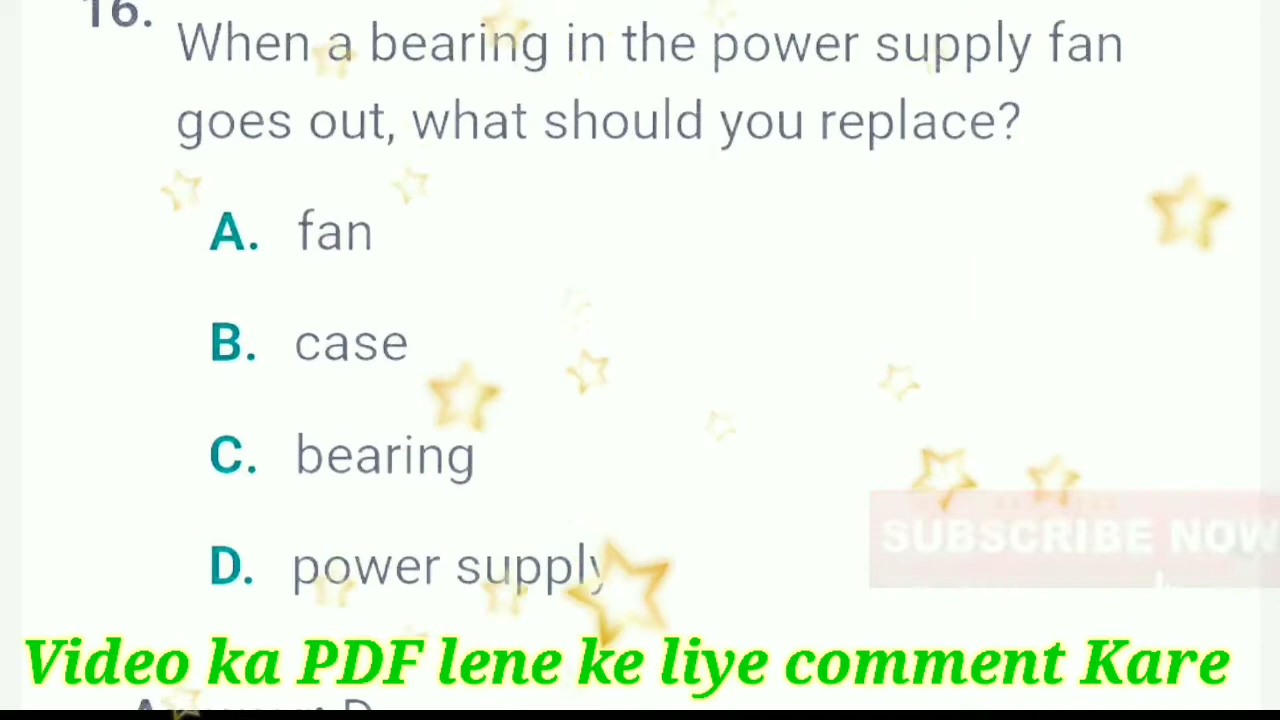 16.
When a bearing in the power supply fan
goes out, what should you replace?
A. fan
B. case
C. bearing
D. power supply
SUBSCRIBE NOW
Video ka PDF lene ke liye comment Kare